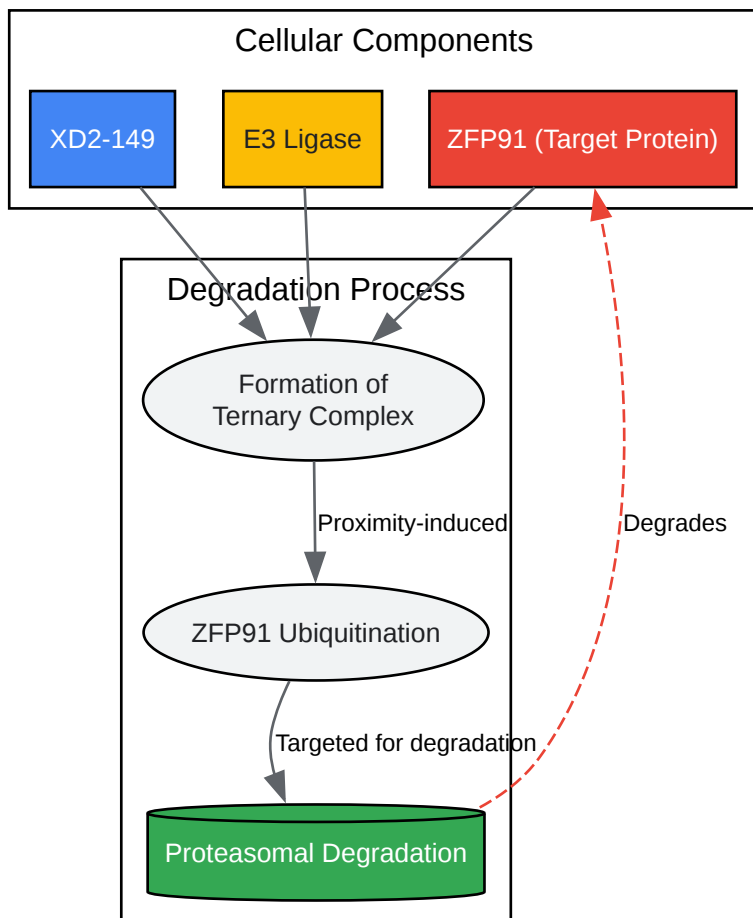 Cellular Components
XD2-149
E3 Ligase
ZFP91 (Target Protein)
Degradation Process
Formation of
Ternary Complex
Proximity-induced
Degrades
ZFP91 Ubiquitination
Targeted for degradation
Proteasomal Degradation